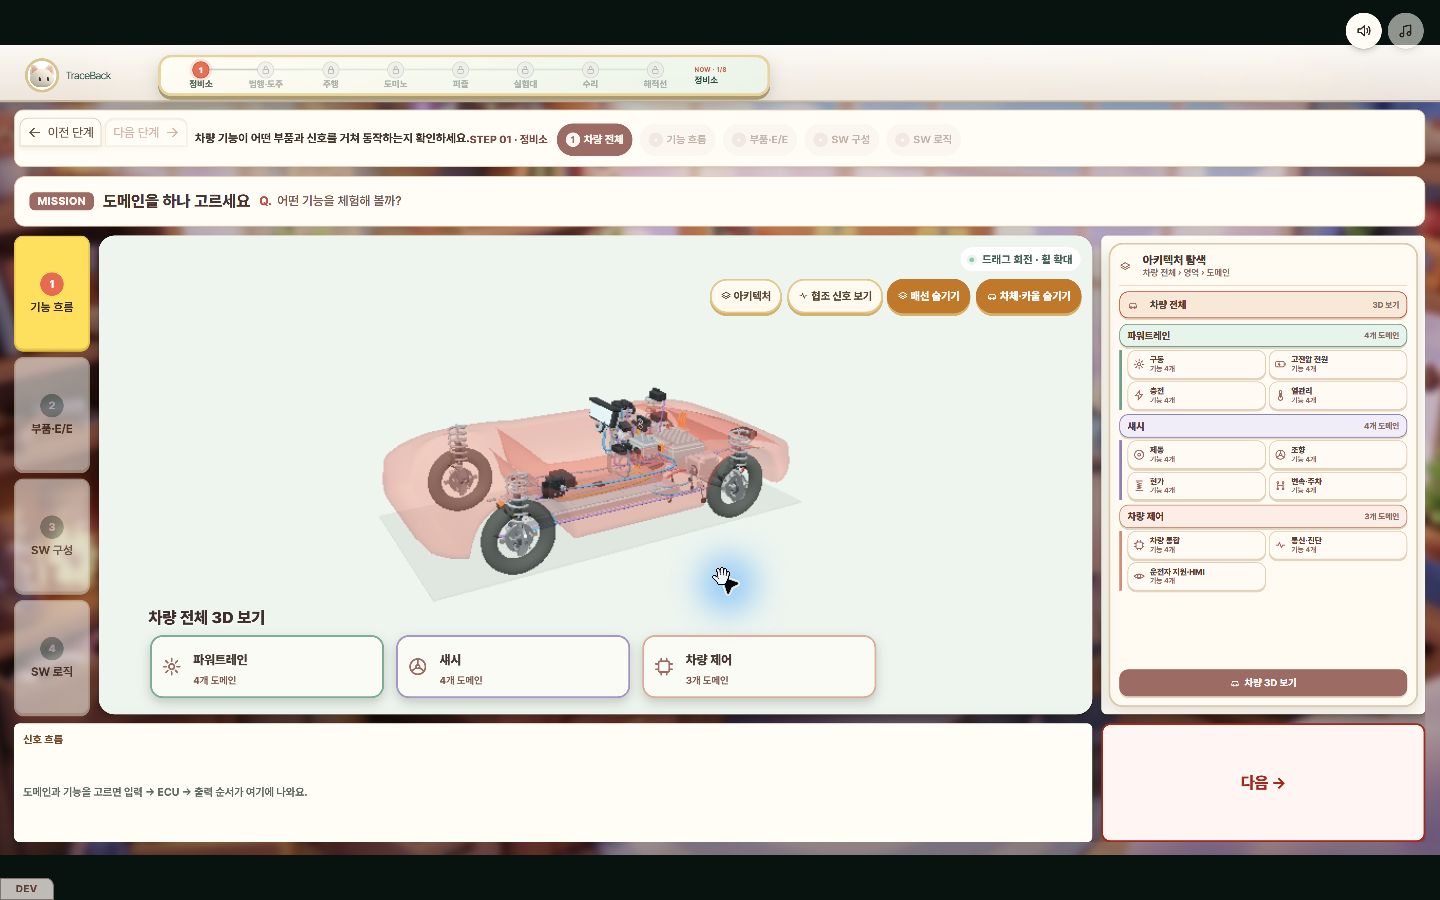 TraceBack
1
정비소
범행·도주
주행
도미노
퍼즐
실험대
수리
해적선
NOW · 1/8
정비소
← 이전 단계
다음 단계 →
차량 기능이 어떤 부품과 신호를 거쳐 동작하는지 확인하세요.
STEP 01 · 정비소
1 차량 전체
기능 흐름
부품·E/E
SW 구성
SW 로직
MISSION
도메인을 하나 고르세요
Q. 어떤 기능을 체험해 볼까?
1
기능 흐름
2
부품·E/E
3
SW 구성
4
SW 로직
드래그 회전 · 휠 확대
아키텍처
협조 신호 보기
배선 숨기기
차체·카울 숨기기
차량 전체 3D 보기
파워트레인
4개 도메인
섀시
4개 도메인
차량 제어
3개 도메인
아키텍처 탐색
차량 전체 › 영역 › 도메인
차량 전체
3D 보기
파워트레인
4개 도메인
구동
기능 4개
고전압 전원
기능 4개
충전
기능 4개
열관리
기능 4개
섀시
4개 도메인
제동
기능 4개
조향
기능 4개
현가
기능 4개
변속·주차
기능 4개
차량 제어
3개 도메인
차량 통합
기능 4개
통신·진단
기능 4개
운전자 지원·HMI
기능 4개
차량 3D 보기
신호 흐름
도메인과 기능을 고르면 입력 → ECU → 출력 순서가 여기에 나와요.
다음 →
DEV